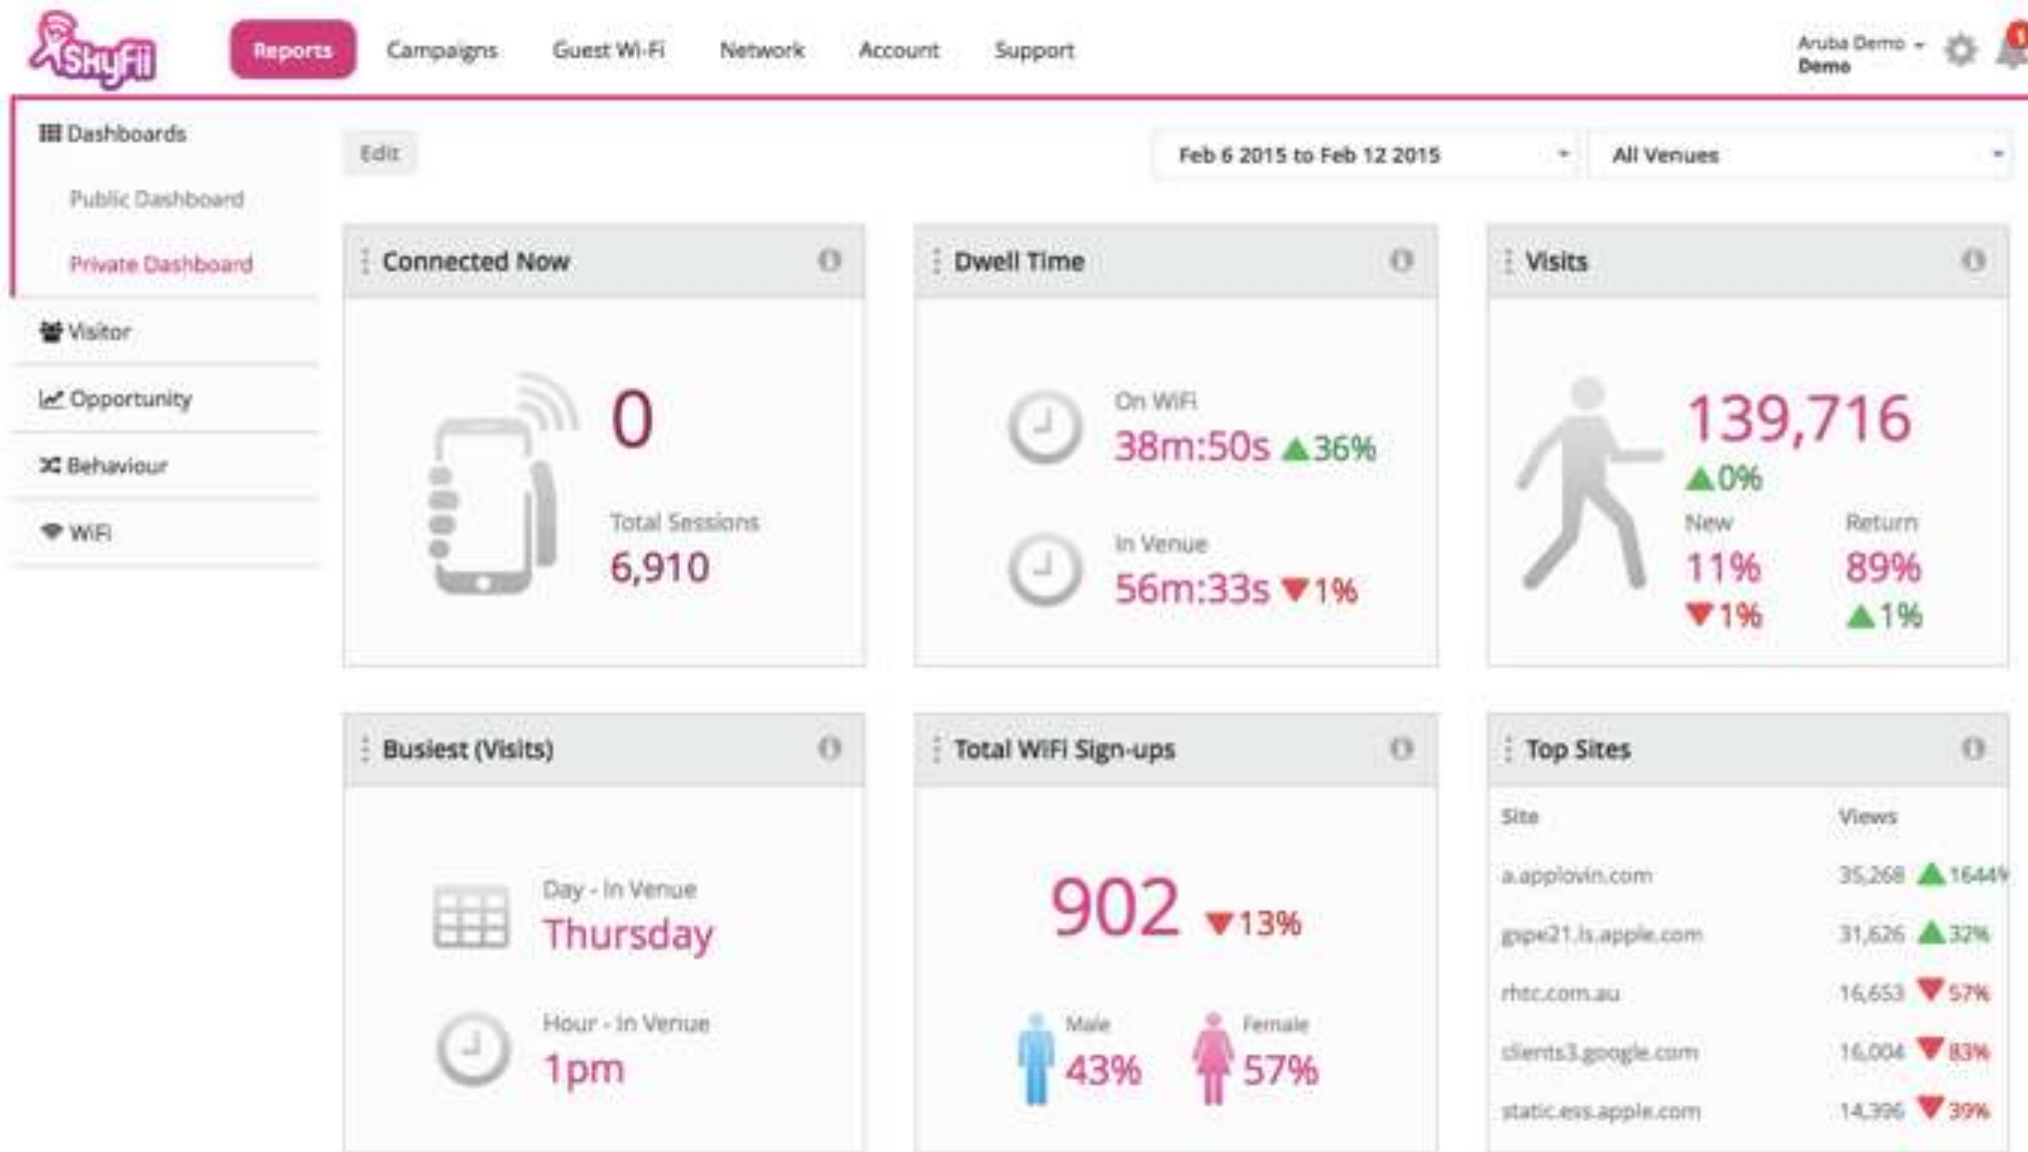 SkyFii
Reports Campaigns Guest Wi-Fi Network Account Support
Aruba Demo
Demo
1
Dashboards
Public Dashboard
Private Dashboard
Visitor
Opportunity
Behaviour
WiFi
Edit
Feb 6 2015 to Feb 12 2015
All Venues
Connected Now
0
Total Sessions
6,910
Dwell Time
On WiFi
38m:50s 36%
In Venue
56m:33s 1%
Visits
139,716
0%
New Return
11% 89%
1% 1%
Busiest (Visits)
Day - In Venue
Thursday
Hour - In Venue
1pm
Total WiFi Sign-ups
902 13%
Male Female
43% 57%
Top Sites
Site Views
a.applovin.com 35,268 1644%
gspe21.ls.apple.com 31,626 32%
rhtc.com.au 16,653 57%
clients3.google.com 16,004 83%
static.ess.apple.com 14,396 39%